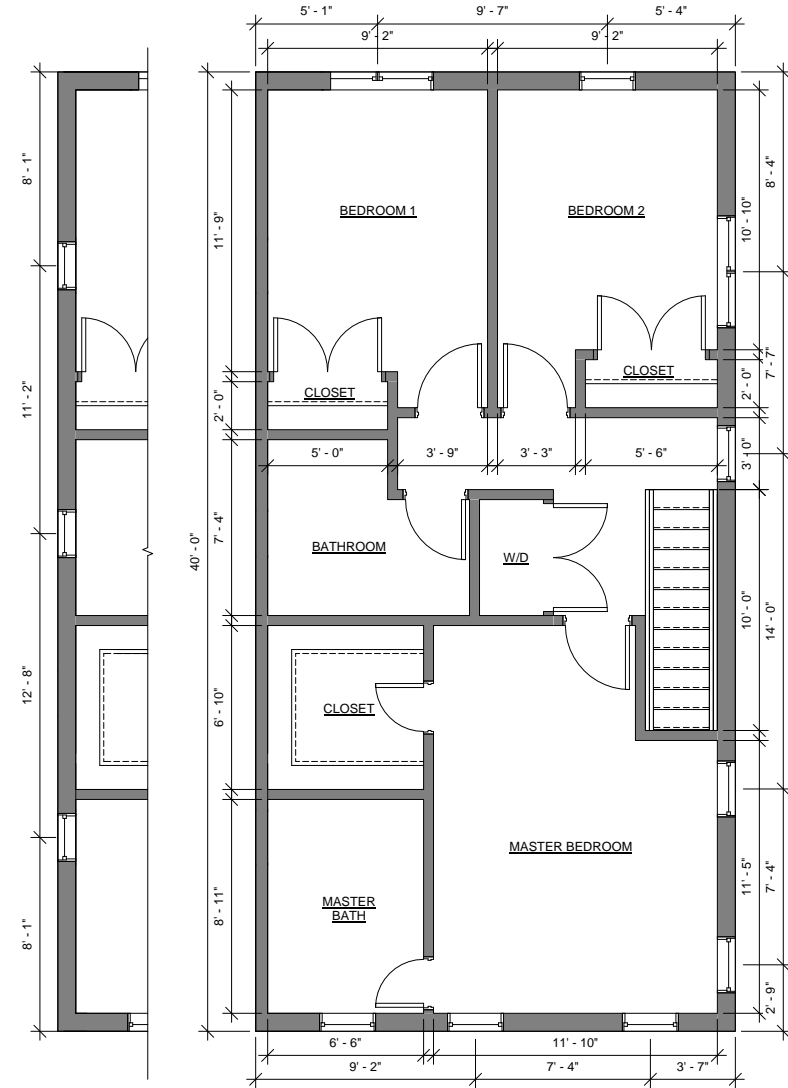 5' - 1"
9' - 7"
5' - 4"
9' - 2"
9' - 2"
8' - 1"
11' - 2"
12' - 8"
8' - 1"
40' - 0"
11' - 9"
2' - 0"
7' - 4"
6' - 10"
8' - 11"
BEDROOM 1
BEDROOM 2
CLOSET
CLOSET
5' - 0"
3' - 9"
3' - 3"
5' - 6"
BATHROOM
W/D
CLOSET
MASTER BEDROOM
MASTER
BATH
10' - 10"
2' - 0"
3' - 0"
10' - 0"
11' - 5"
8' - 4"
7' - 7"
14' - 0"
7' - 4"
2' - 9"
6' - 6"
11' - 10"
9' - 2"
7' - 4"
3' - 7"